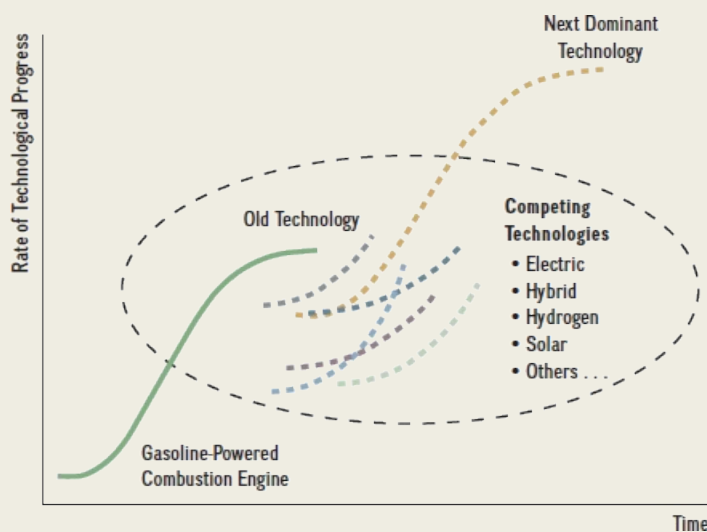 Next Dominant
Technology
Rate of Technological Progress
Old Technology
Competing
Technologies
• Electric
• Hybrid
• Hydrogen
• Solar
• Others . . .
Gasoline-Powered
Combustion Engine
Time